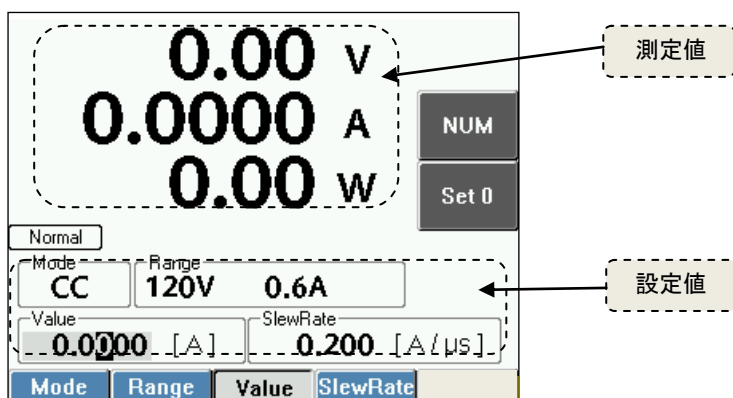 0.00 V
測定値
0.0000 A
NUM
0.00 W
Set 0
Normal
Mode
Range
CC
120V 0.6A
設定値
Value
SlewRate
0.0000 [A]
0.200 [A/μs]
Mode Range Value SlewRate